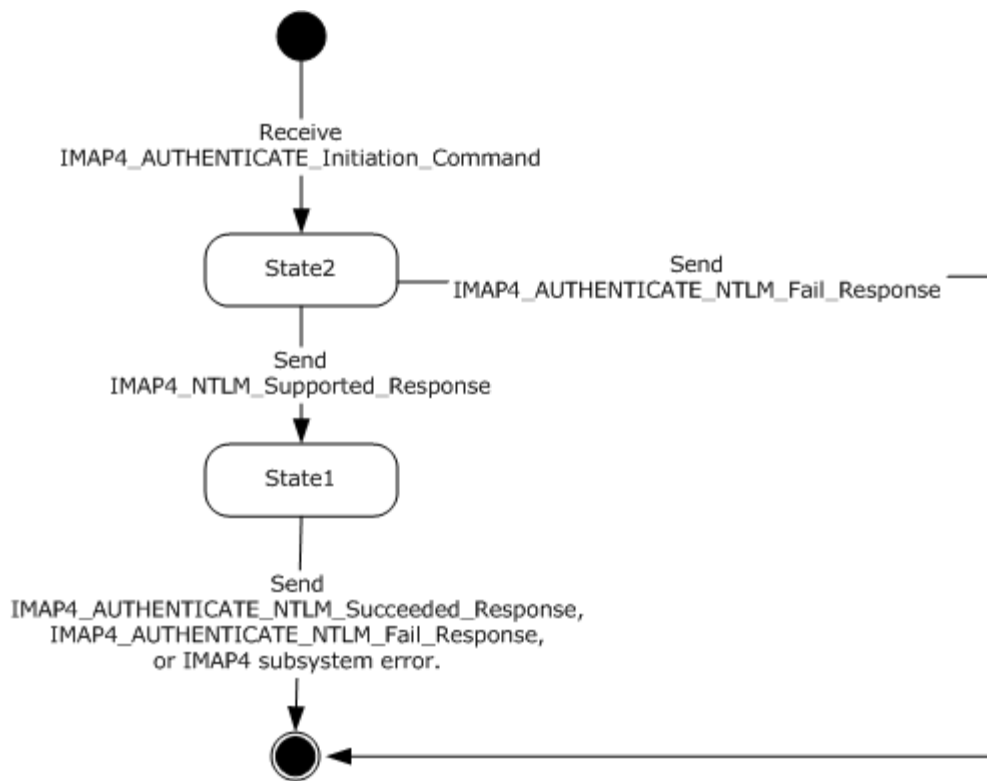 Receive
IMAP4_AUTHENTICATE_Initiation_Command
State2
Send
IMAP4_AUTHENTICATE_NTLM_Fail_Response
Send
IMAP4_NTLM_Supported_Response
State1
Send
IMAP4_AUTHENTICATE_NTLM_Succeeded_Response,
IMAP4_AUTHENTICATE_NTLM_Fail_Response,
or IMAP4 subsystem error.